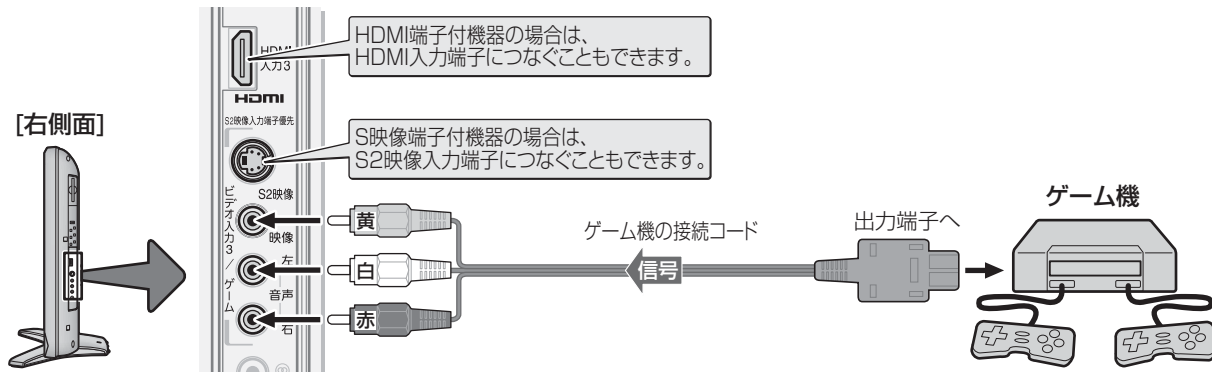 HDMI端子付機器の場合は、
HDMI入力端子につなぐこともできます。
HDMI
入力3
HDMI
[右側面]
S2映像入力端子優先
S映像端子付機器の場合は、
S2映像入力端子につなぐこともできます。
S2映像
ビデオ入力3/ゲーム
映像
左
音声
右
黄
白
赤
ゲーム機の接続コード
信号
出力端子へ
ゲーム機